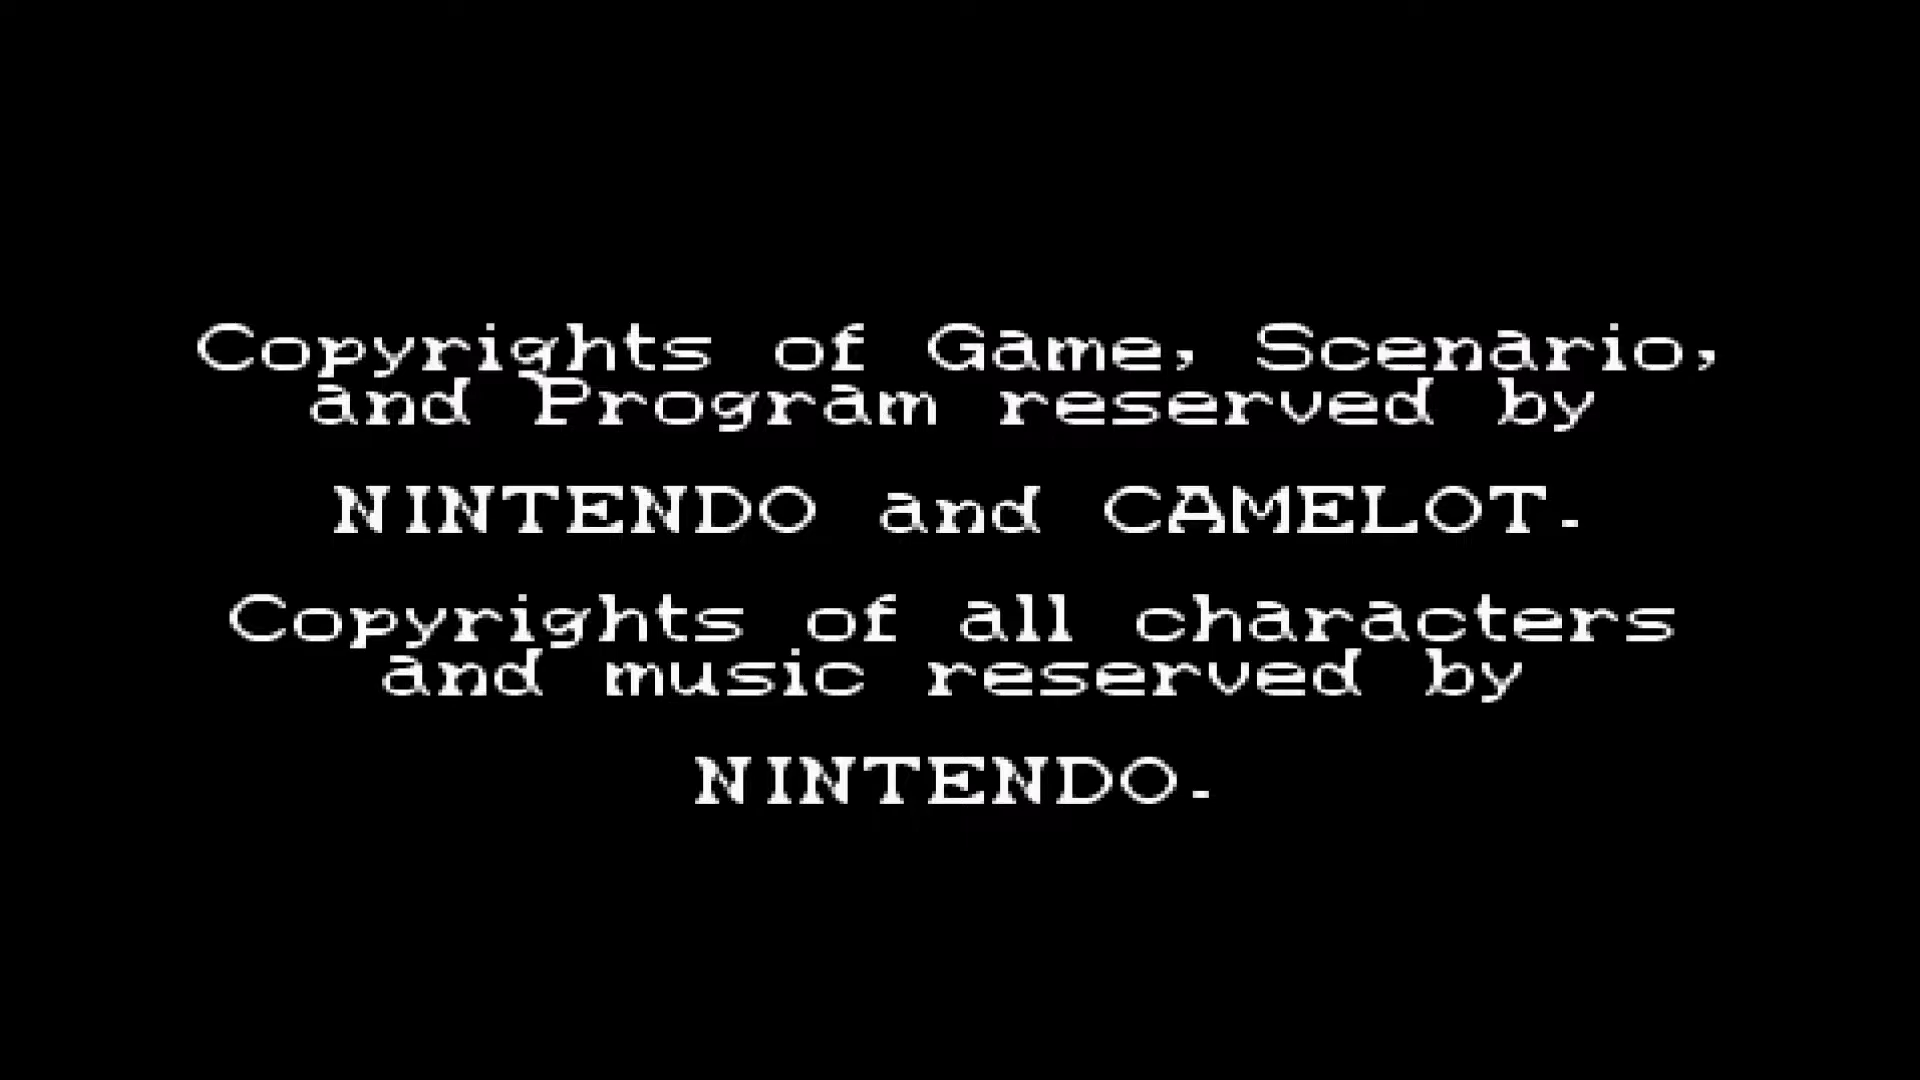 Copyrights of Game, Scenario,
and Program reserved by
NINTENDO and CAMELOT.
Copyrights of all characters
and music reserved by
NINTENDO.